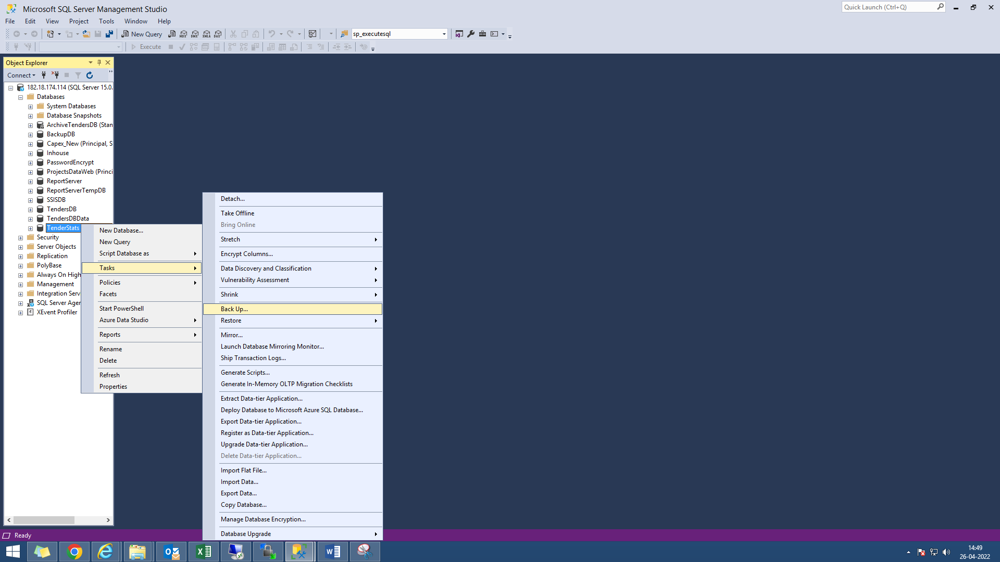 Microsoft SQL Server Management Studio
Quick Launch (Ctrl+Q)
File Edit View Project Tools Window Help
New Query
MDX DMX XMLA DAX
sp_executesql
Execute
Object Explorer
Connect
182.18.174.114 (SQL Server 15.0.
Databases
System Databases
Database Snapshots
ArchiveTendersDB (Stan
BackupDB
Capex_New (Principal, S
Inhouse
PasswordEncrypt
ProjectsDataWeb (Princi
ReportServer
ReportServerTempDB
SSISDB
TendersDB
TendersDBData
TenderStats
Security
Server Objects
Replication
PolyBase
Always On High
Management
Integration Serv
SQL Server Agen
XEvent Profiler
New Database...
New Query
Script Database as
Tasks
Policies
Facets
Start PowerShell
Azure Data Studio
Reports
Rename
Delete
Refresh
Properties
Detach...
Take Offline
Bring Online
Stretch
Encrypt Columns...
Data Discovery and Classification
Vulnerability Assessment
Shrink
Back Up...
Restore
Mirror...
Launch Database Mirroring Monitor...
Ship Transaction Logs...
Generate Scripts...
Generate In-Memory OLTP Migration Checklists
Extract Data-tier Application...
Deploy Database to Microsoft Azure SQL Database...
Export Data-tier Application...
Register as Data-tier Application...
Upgrade Data-tier Application...
Delete Data-tier Application...
Import Flat File...
Import Data...
Export Data...
Copy Database...
Manage Database Encryption...
Database Upgrade
Ready
14:49
26-04-2022